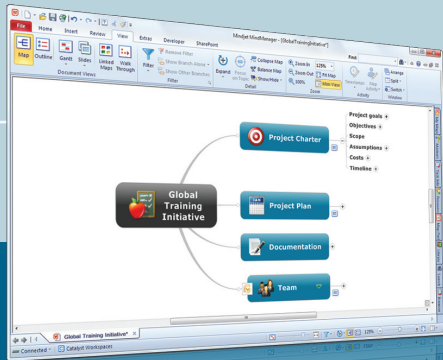 Mindjet MindManager - [GlobalTrainingInitiative*]
File Home Insert Review View Extras Developer SharePoint
Find
Map
Outline
Gantt
Slides
Linked Maps
Walk Through
Document Views
Filter
Remove Filter
Show Branch Alone
Show Other Branches
Filter
Expand
Focus on Topic
Collapse Map
Balance Map
Show/Hide
Detail
Zoom In
Zoom Out
100%
125%
Fit Map
Zoom
Activity
Arrange
Split
Switch
Window
Global Training Initiative
Project Charter
Project goals
Objectives
Scope
Assumptions
Costs
Timeline
Project Plan
Documentation
Team
Global Training Initiative*
Connected
Catalyst Workspaces
125%